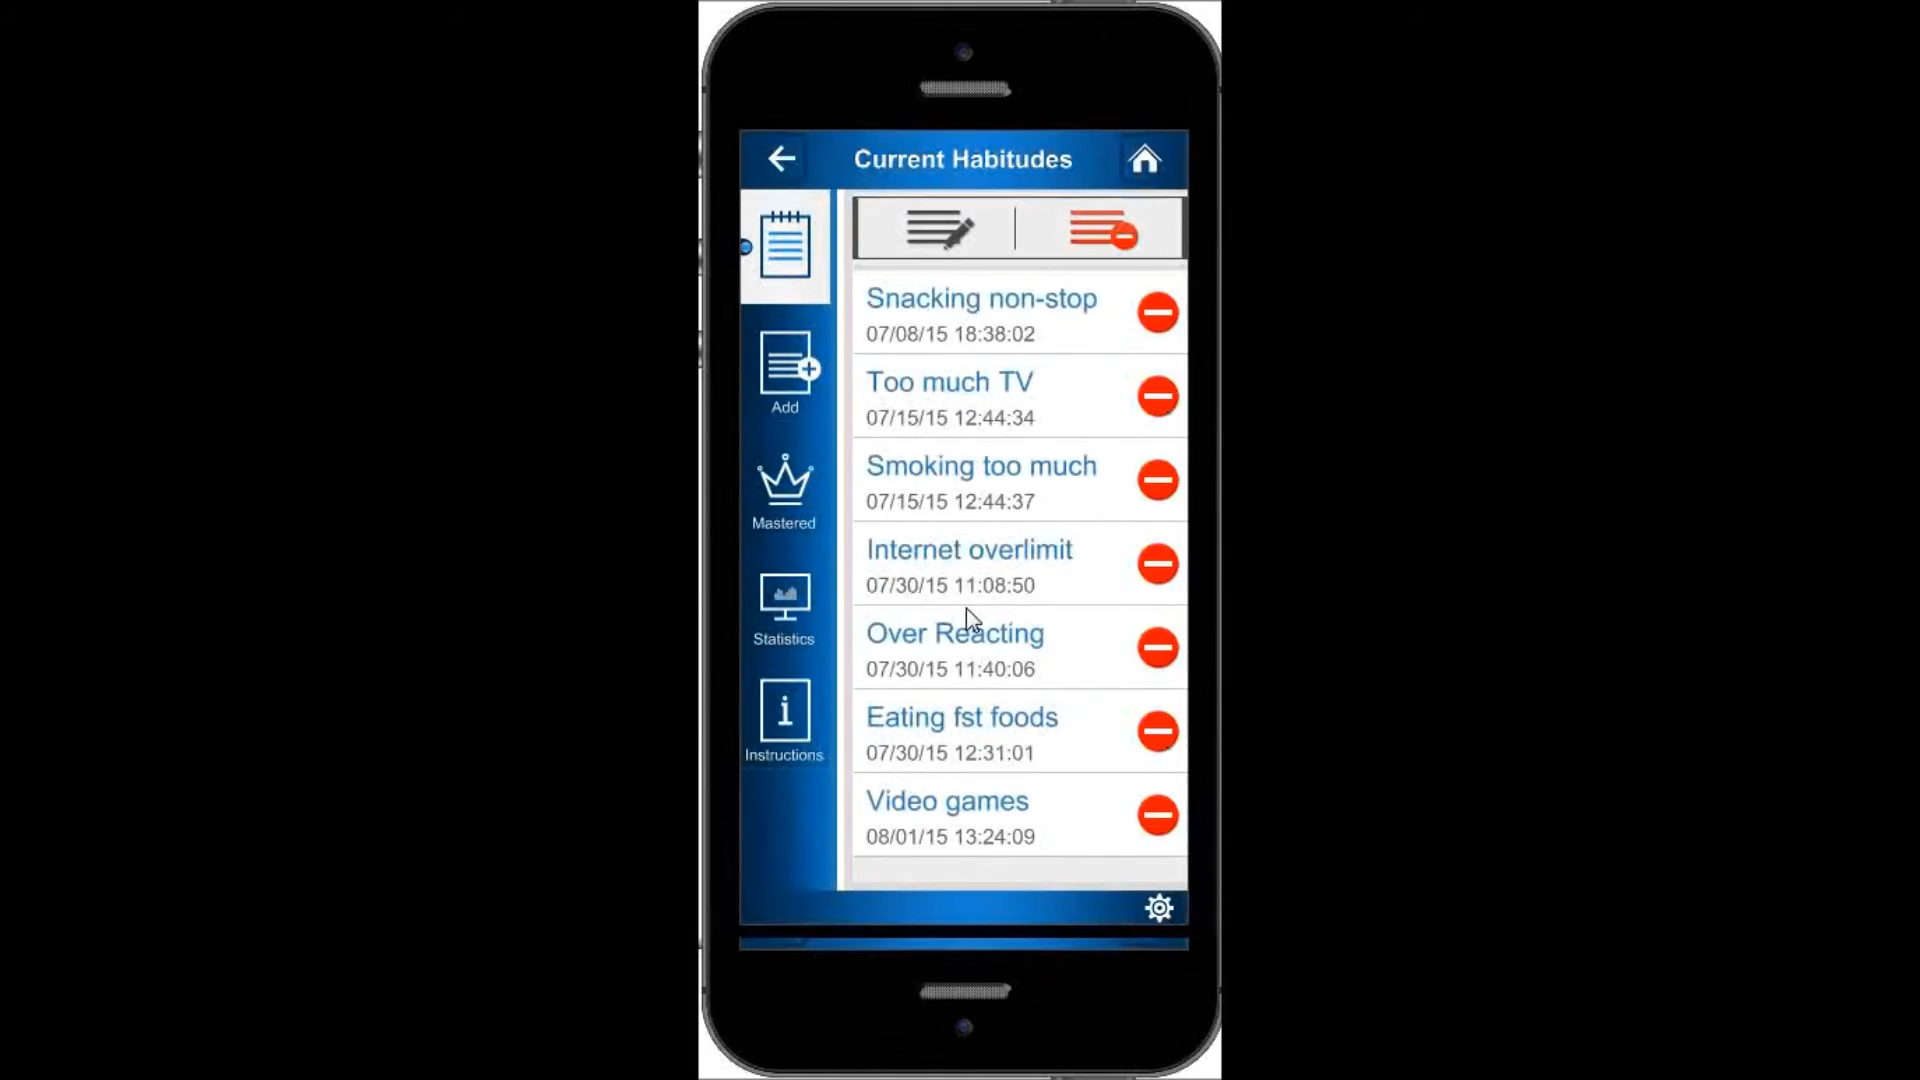 Current Habitudes
Snacking non-stop
07/08/15 18:38:02
Too much TV
07/15/15 12:44:34
Add
Smoking too much
07/15/15 12:44:37
Mastered
Internet overlimit
07/30/15 11:08:50
Over Reacting
07/30/15 11:40:06
Statistics
Eating fst foods
07/30/15 12:31:01
Instructions
Video games
08/01/15 13:24:09